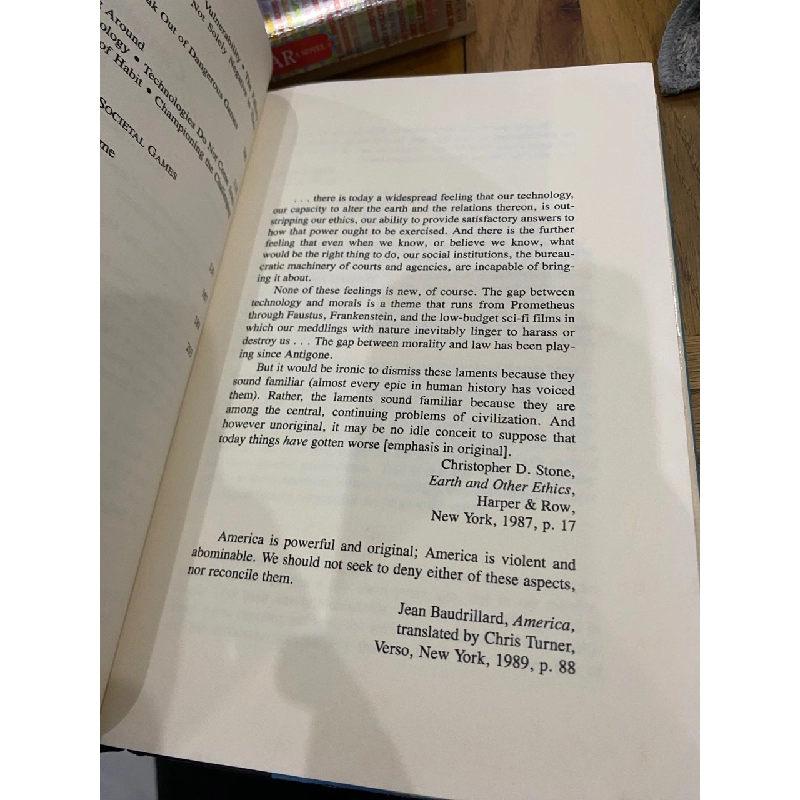 Vulnerability • The
Not Solely Negative
ak Out of Dangerous Games
Around
ology • Technologies Do Not Come
of Habit • Championing the
SOCIETAL GAMES
me
AR A NOVEL
. . . there is today a widespread feeling that our technology,
our capacity to alter the earth and the relations thereon, is out-
stripping our ethics, our ability to provide satisfactory answers to
how that power ought to be exercised. And there is the further
feeling that even when we know, or believe we know, what
would be the right thing to do, our social institutions, the bureau-
cratic machinery of courts and agencies, are incapable of bring-
ing it about.
None of these feelings is new, of course. The gap between
technology and morals is a theme that runs from Prometheus
through Faustus, Frankenstein, and the low-budget sci-fi films in
which our meddlings with nature inevitably linger to harass or
destroy us . . . The gap between morality and law has been play-
ing since Antigone.
But it would be ironic to dismiss these laments because they
sound familiar (almost every epic in human history has voiced
them). Rather, the laments sound familiar because they are
among the central, continuing problems of civilization. And
however unoriginal, it may be no idle conceit to suppose that
today things have gotten worse [emphasis in original].
Christopher D. Stone,
Earth and Other Ethics,
Harper & Row,
New York, 1987, p. 17
America is powerful and original; America is violent and
abominable. We should not seek to deny either of these aspects,
nor reconcile them.
Jean Baudrillard, America,
translated by Chris Turner,
Verso, New York, 1989, p. 88